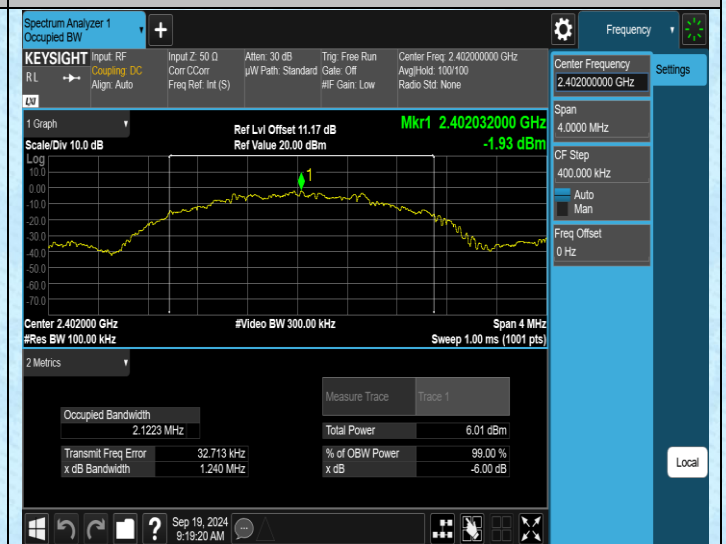 Spectrum Analyzer 1
Occupied BW
Frequency
KEYSIGHT
RL
LXI
Input: RF
Coupling: DC
Align: Auto
Input Z: 50 Ω
Corr CCorr
Freq Ref: Int (S)
Atten: 30 dB
µW Path: Standard
Trig: Free Run
Gate: Off
#IF Gain: Low
Center Freq: 2.402000000 GHz
Avg|Hold: 100/100
Radio Std: None
Center Frequency
2.402000000 GHz
Settings
Span
4.0000 MHz
CF Step
400.000 kHz
Auto
Man
Freq Offset
0 Hz
1 Graph
Scale/Div 10.0 dB
Ref Lvl Offset 11.17 dB
Ref Value 20.00 dBm
Mkr1 2.402032000 GHz
-1.93 dBm
Log
10.0
0.00
-10.0
-20.0
-30.0
-40.0
-50.0
-60.0
-70.0
1
Center 2.402000 GHz
#Res BW 100.00 kHz
#Video BW 300.00 kHz
Span 4 MHz
Sweep 1.00 ms (1001 pts)
2 Metrics
Measure Trace
Trace 1
Occupied Bandwidth
2.1223 MHz
Total Power
6.01 dBm
Transmit Freq Error
32.713 kHz
% of OBW Power
99.00 %
x dB Bandwidth
1.240 MHz
x dB
-6.00 dB
Local
?
Sep 19, 2024
9:19:20 AM